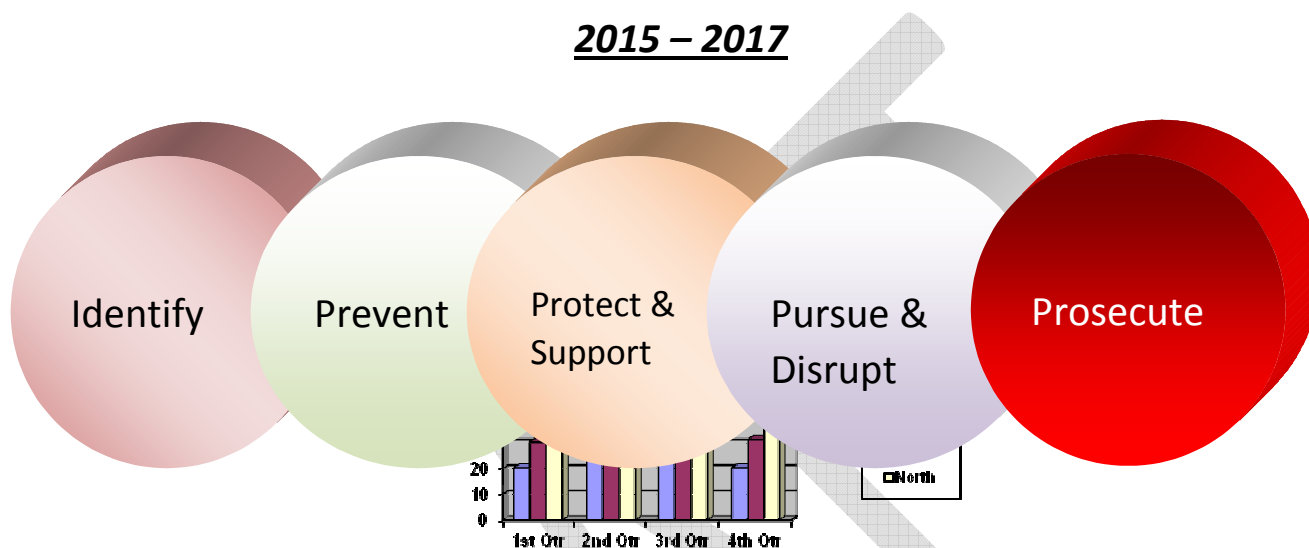 2015 – 2017
Identify
Prevent
Protect &
Support
Pursue &
Disrupt
Prosecute
20
10
0
North
1st Qtr 2nd Qtr 3rd Qtr 4th Qtr